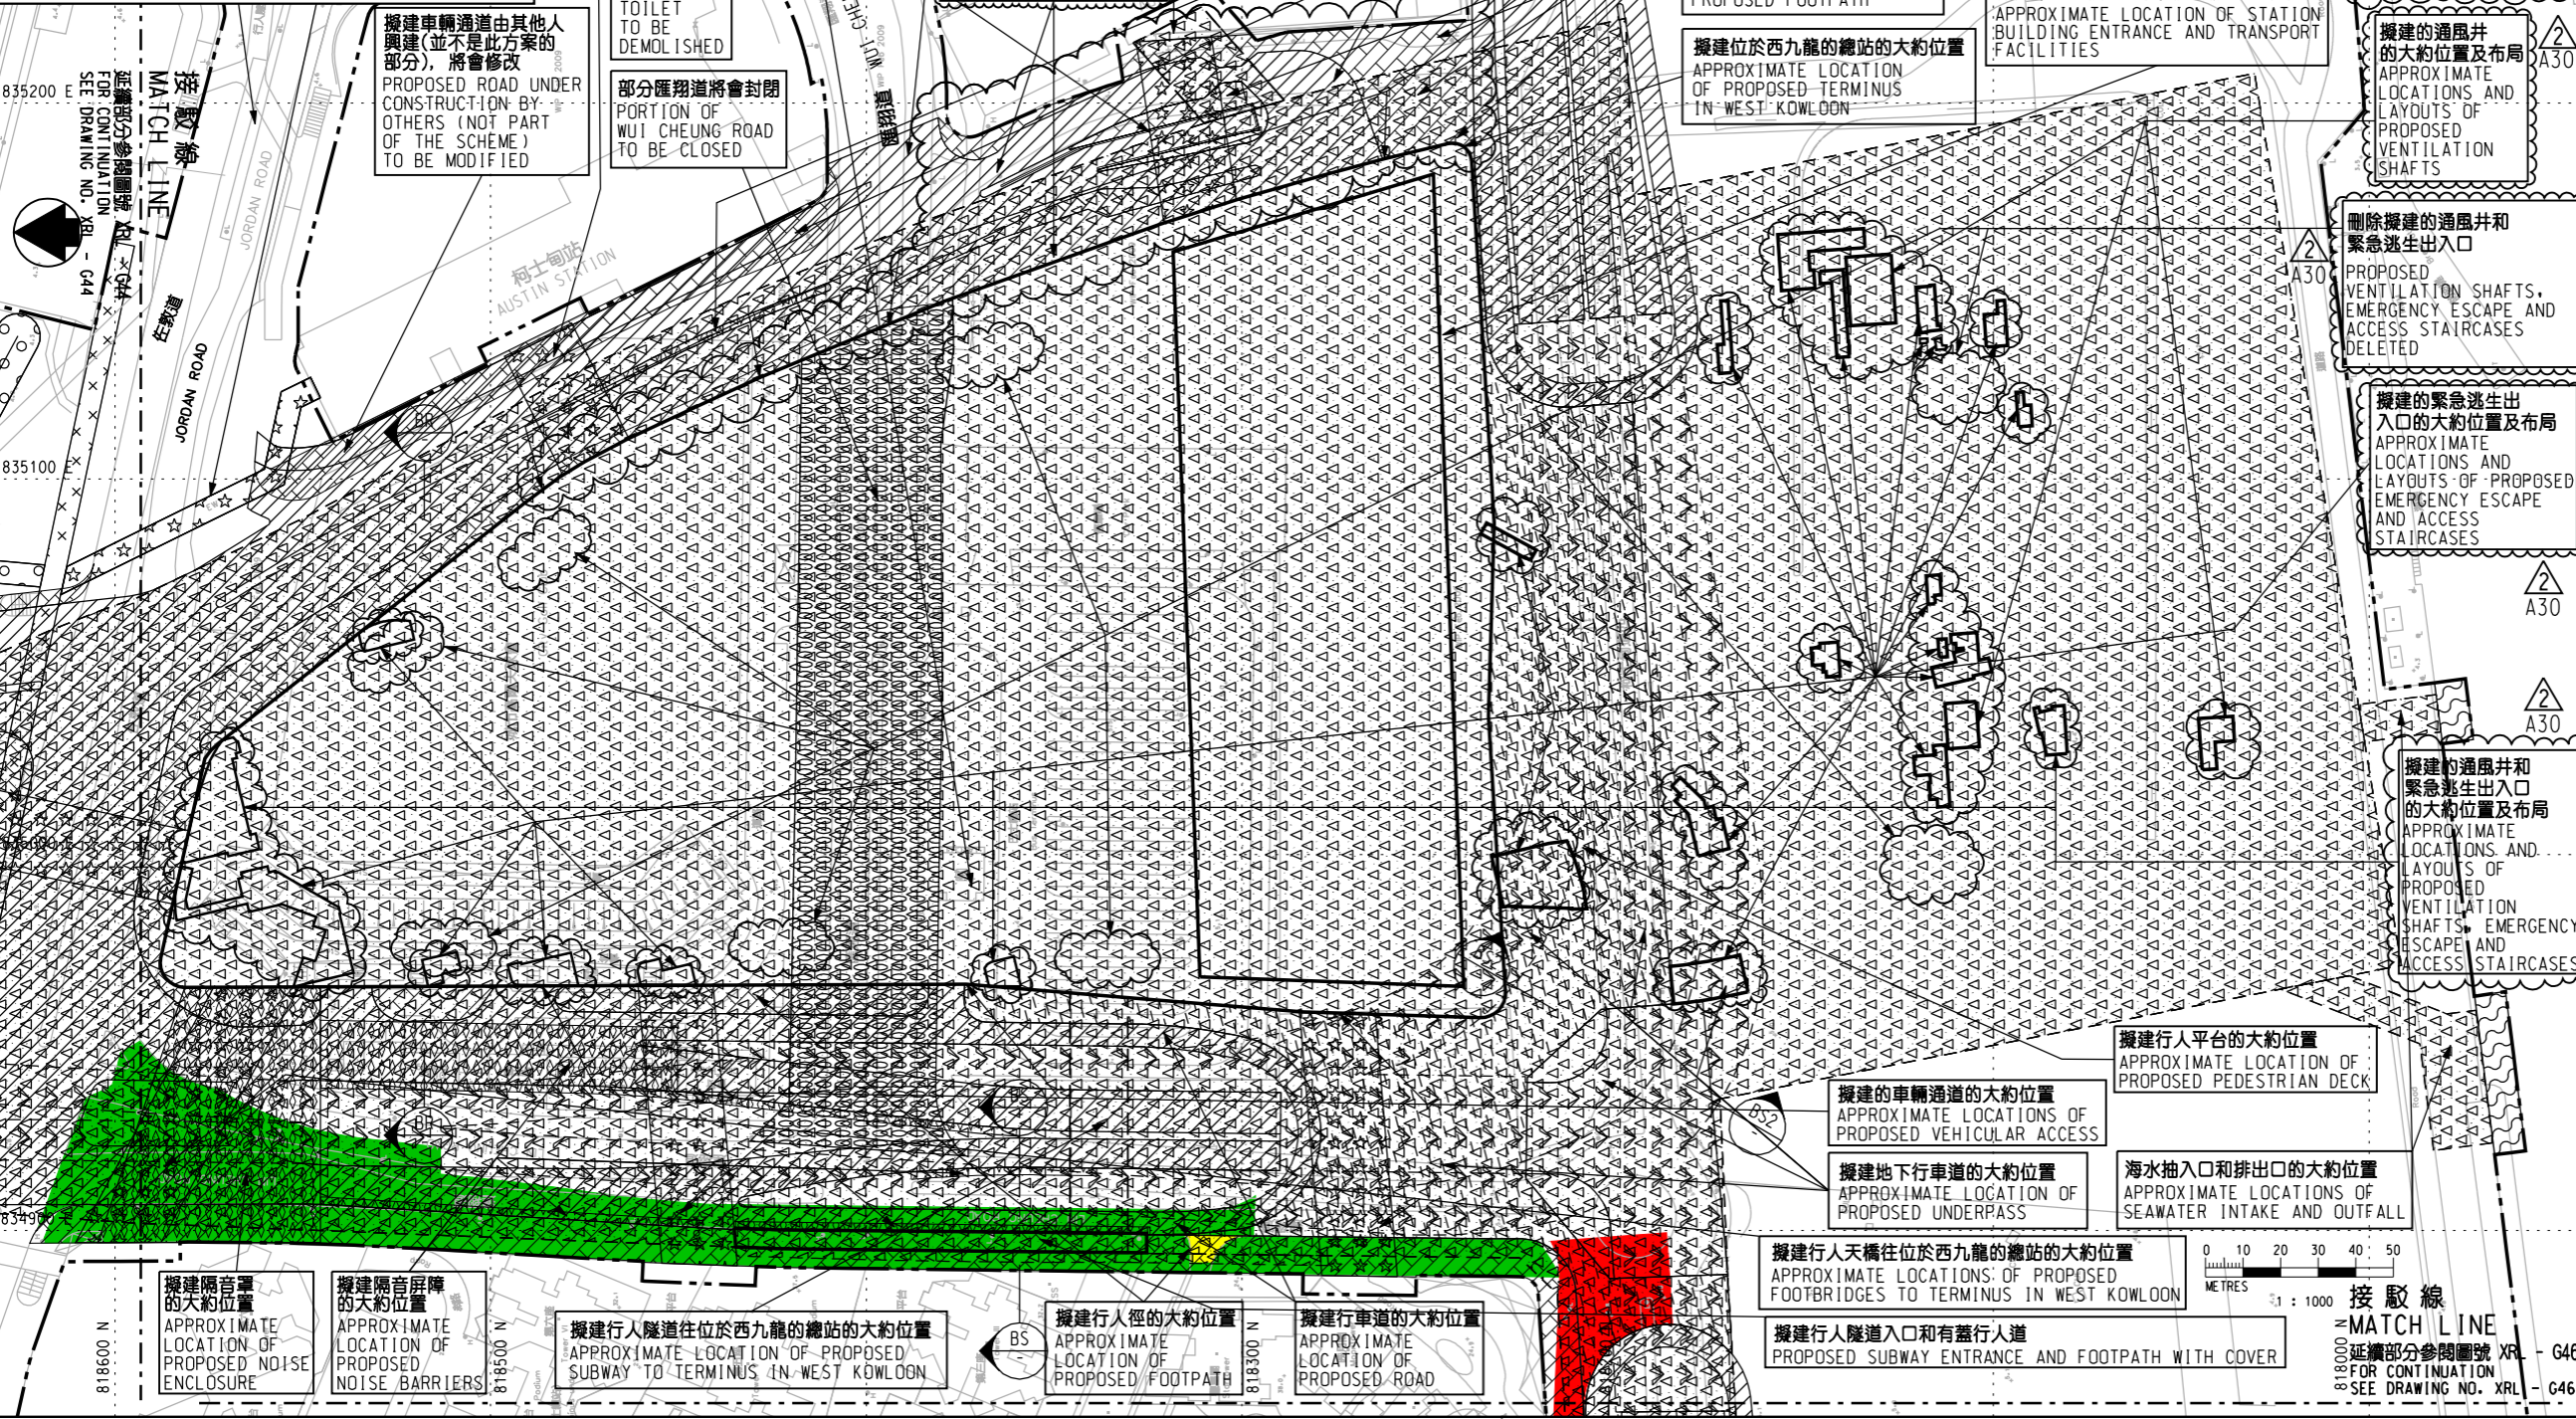 擬建車輛通道由其他人
興建(並不是此方案的
部分)，將會修改
PROPOSED ROAD UNDER
CONSTRUCTION BY
OTHERS (NOT PART
OF THE SCHEME)
TO BE MODIFIED
TOILET
TO BE
DEMOLISHED
部分匯翔道將會封閉
PORTION OF
WUI CHEUNG ROAD
TO BE CLOSED
匯翔道
擬建位於西九龍的總站的大約位置
APPROXIMATE LOCATION
OF PROPOSED TERMINUS
IN WEST KOWLOON
APPROXIMATE LOCATION OF STATION
BUILDING ENTRANCE AND TRANSPORT
FACILITIES
擬建的通風井
的大約位置及布局
APPROXIMATE
LOCATIONS AND
LAYOUTS OF
PROPOSED
VENTILATION
SHAFTS
2
A30
刪除擬建的通風井和
緊急逃生出入口
PROPOSED
VENTILATION SHAFTS,
EMERGENCY ESCAPE AND
ACCESS STAIRCASES
DELETED
2
A30
擬建的緊急逃生出
入口的大約位置及布局
APPROXIMATE
LOCATIONS AND
LAYOUTS OF PROPOSED
EMERGENCY ESCAPE
AND ACCESS
STAIRCASES
2
A30
2
A30
擬建的通風井和
緊急逃生出入口
的大約位置及布局
APPROXIMATE
LOCATIONS AND
LAYOUTS OF
PROPOSED
VENTILATION
SHAFTS, EMERGENCY
ESCAPE AND
ACCESS STAIRCASES
835200 E
接駁線
MATCH LINE
延續部分參閱圖號 XRL - G44
FOR CONTINUATION
SEE DRAWING NO. XRL - G44
JORDAN ROAD
佐敦道
JORDAN ROAD
柯士甸站
AUSTIN STATION
835100 E
BR
BR
834900 E
BS
BS2
擬建行人平台的大約位置
APPROXIMATE LOCATION OF
PROPOSED PEDESTRIAN DECK
擬建的車輛通道的大約位置
APPROXIMATE LOCATIONS OF
PROPOSED VEHICULAR ACCESS
擬建地下行車道的大約位置
APPROXIMATE LOCATION OF
PROPOSED UNDERPASS
海水抽入口和排出口的大約位置
APPROXIMATE LOCATIONS OF
SEAWATER INTAKE AND OUTFALL
擬建行人天橋往位於西九龍的總站的大約位置
APPROXIMATE LOCATIONS OF PROPOSED
FOOTBRIDGES TO TERMINUS IN WEST KOWLOON
擬建行人隧道入口和有蓋行人道
PROPOSED SUBWAY ENTRANCE AND FOOTPATH WITH COVER
0 10 20 30 40 50
METRES
1 : 1000
擬建隔音罩
的大約位置
APPROXIMATE
LOCATION OF
PROPOSED NOISE
ENCLOSURE
擬建隔音屏障
的大約位置
APPROXIMATE
LOCATION OF
PROPOSED
NOISE BARRIERS
擬建行人隧道往位於西九龍的總站的大約位置
APPROXIMATE LOCATION OF PROPOSED
SUBWAY TO TERMINUS IN WEST KOWLOON
擬建行人徑的大約位置
APPROXIMATE
LOCATION OF
PROPOSED FOOTPATH
擬建行車道的大約位置
APPROXIMATE
LOCATION OF
PROPOSED ROAD
818600 N
818500 N
818300 N
818000 N
接駁線
MATCH LINE
延續部分參閱圖號 XRL - G46
FOR CONTINUATION
SEE DRAWING NO. XRL - G46